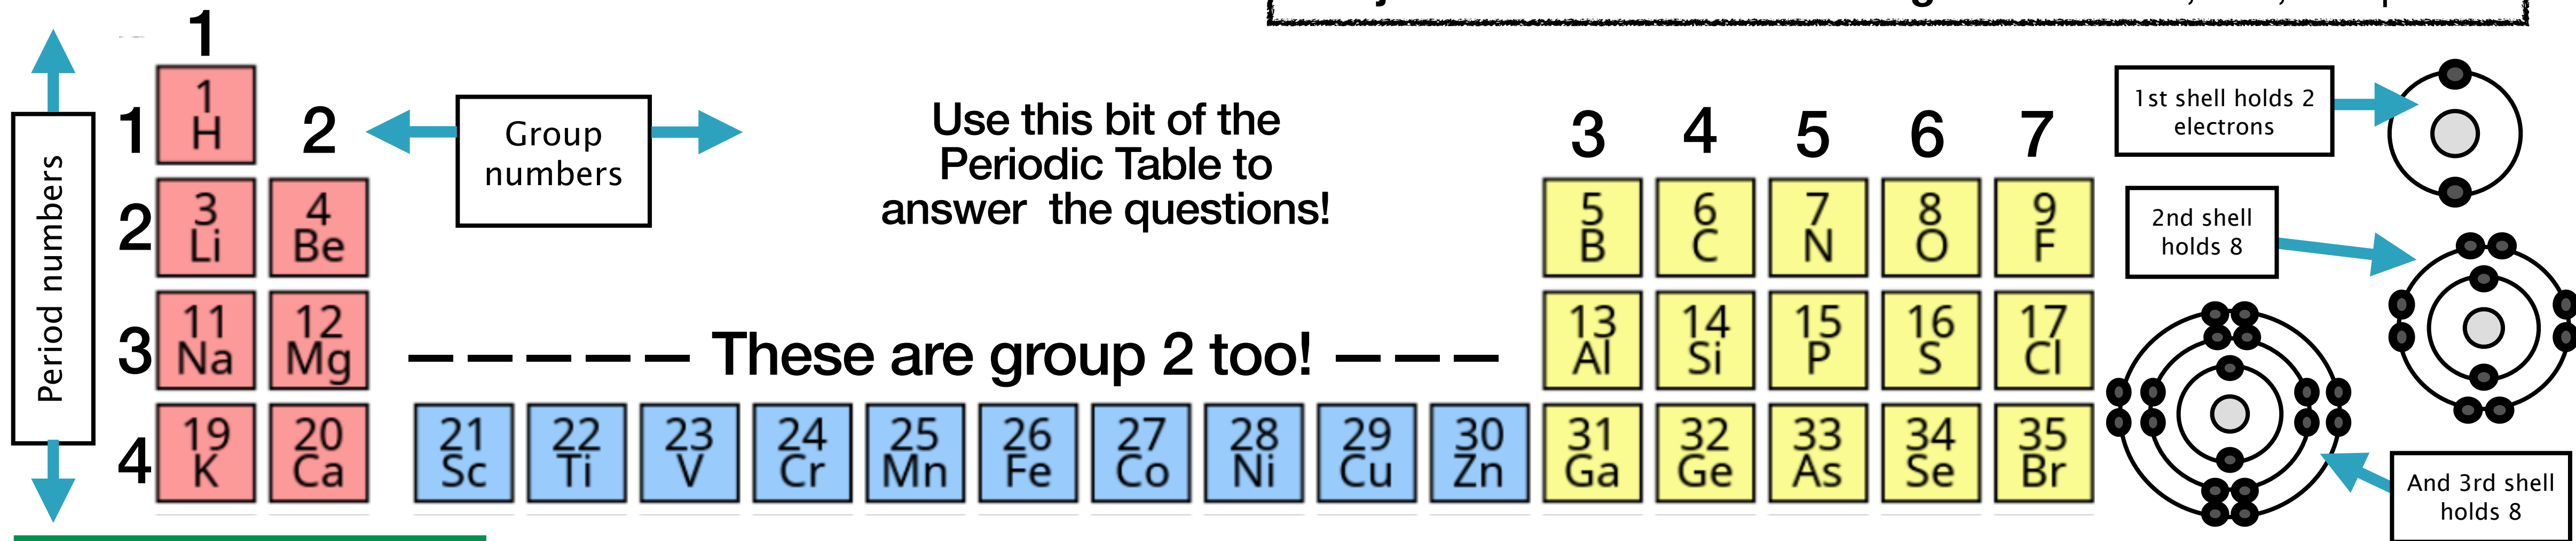 1
1
H
1
2
Group
numbers
Use this bit of the
Periodic Table to
answer the questions!
3 4 5 6 7
1st shell holds 2
electrons
Period numbers
2
3
Li
4
Be
5
B
6
C
7
N
8
O
9
F
2nd shell
holds 8
3
11
Na
12
Mg
These are group 2 too!
13
Al
14
Si
15
P
16
S
17
Cl
4
19
K
20
Ca
21
Sc
22
Ti
23
V
24
Cr
25
Mn
26
Fe
27
Co
28
Ni
29
Cu
30
Zn
31
Ga
32
Ge
33
As
34
Se
35
Br
And 3rd shell
holds 8